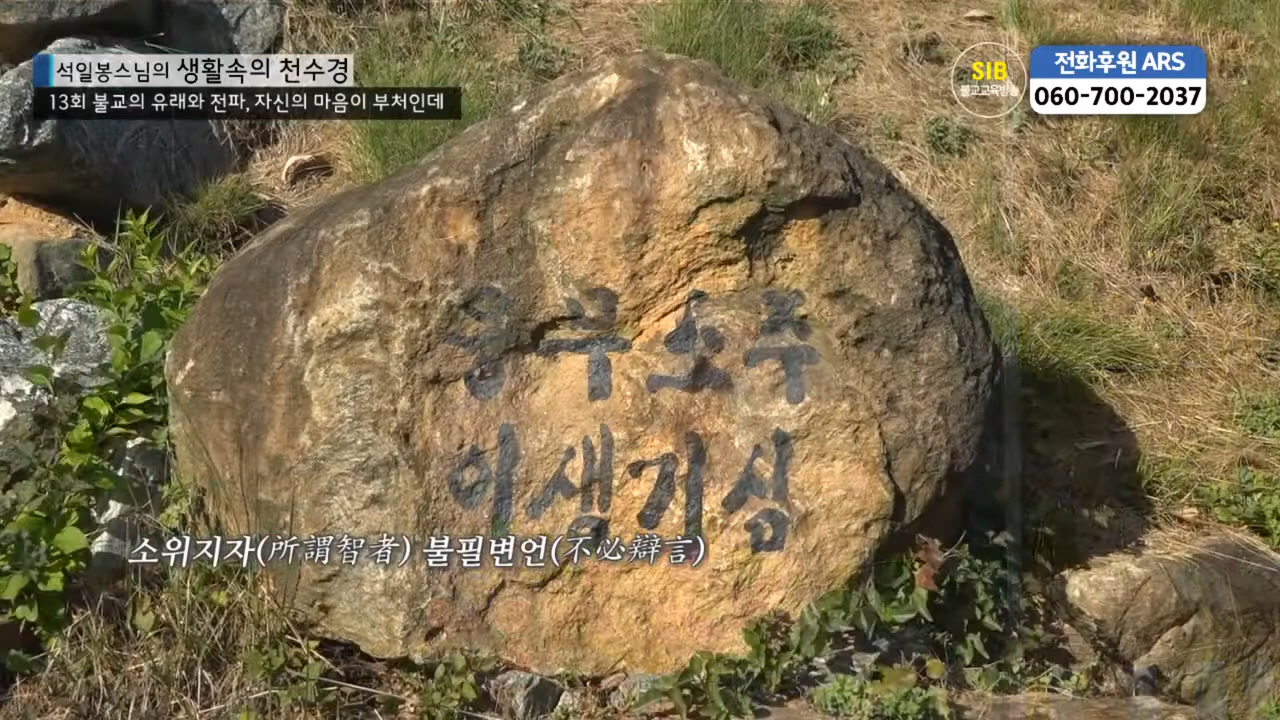 석일봉스님의 생활속의 천수경
13회 불교의 유래와 전파, 자신의 마음이 부처인데
SIB
불교교육방송
전화후원 ARS
060-700-2037
응무소주
이생기심
소위지자(所謂智者) 불필변언(不必辯言)